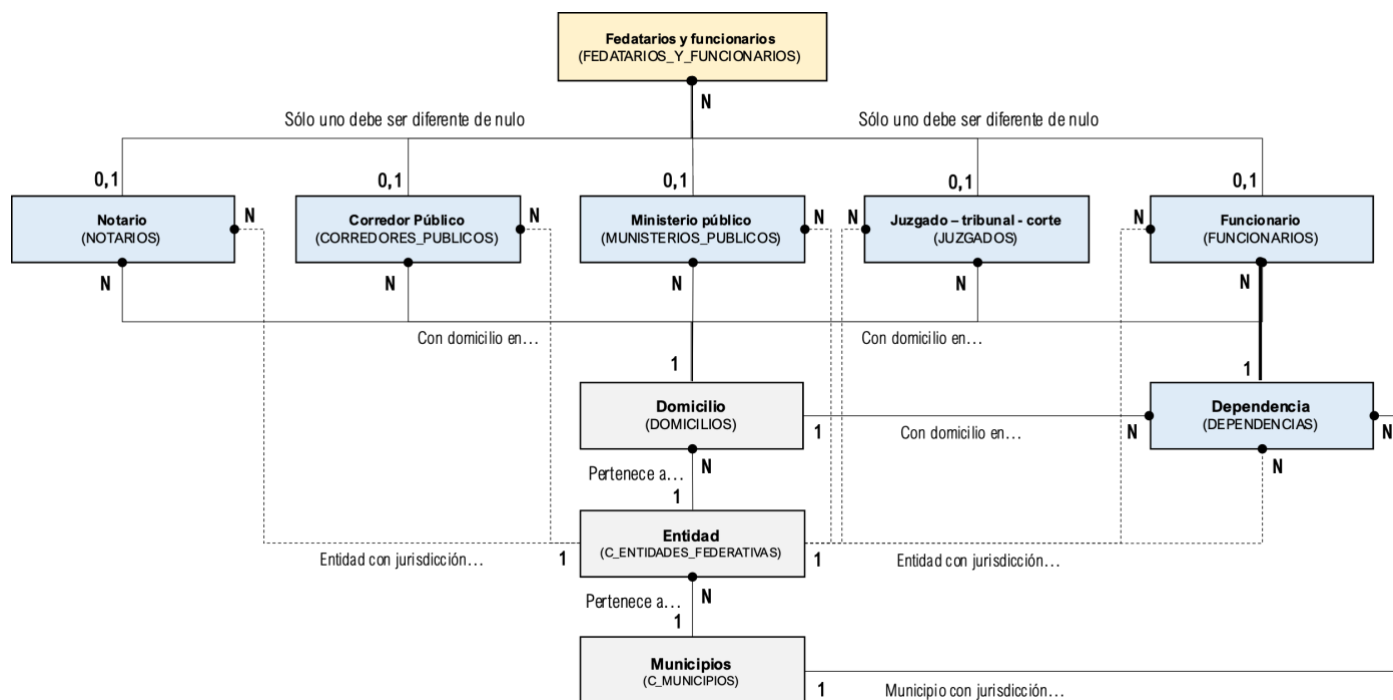 Fedatarios y funcionarios
(FEDATARIOS_Y_FUNCIONARIOS)
N
Sólo uno debe ser diferente de nulo
Sólo uno debe ser diferente de nulo
0,1
0,1
0,1
0,1
0,1
Notario
(NOTARIOS)
N
Corredor Público
(CORREDORES_PUBLICOS)
N
Ministerio público
(MUNISTERIOS_PUBLICOS)
N
N
Juzgado – tribunal - corte
(JUZGADOS)
N
Funcionario
(FUNCIONARIOS)
N
N
N
N
N
Con domicilio en…
Con domicilio en…
1
1
Domicilio
(DOMICILIOS)
1
Con domicilio en…
N
Dependencia
(DEPENDENCIAS)
N
Pertenece a…
N
N
1
Entidad
(C_ENTIDADES_FEDERATIVAS)
Entidad con jurisdicción…
1
1
Entidad con jurisdicción…
Pertenece a…
N
1
Municipios
(C_MUNICIPIOS)
1
Municipio con jurisdicción…